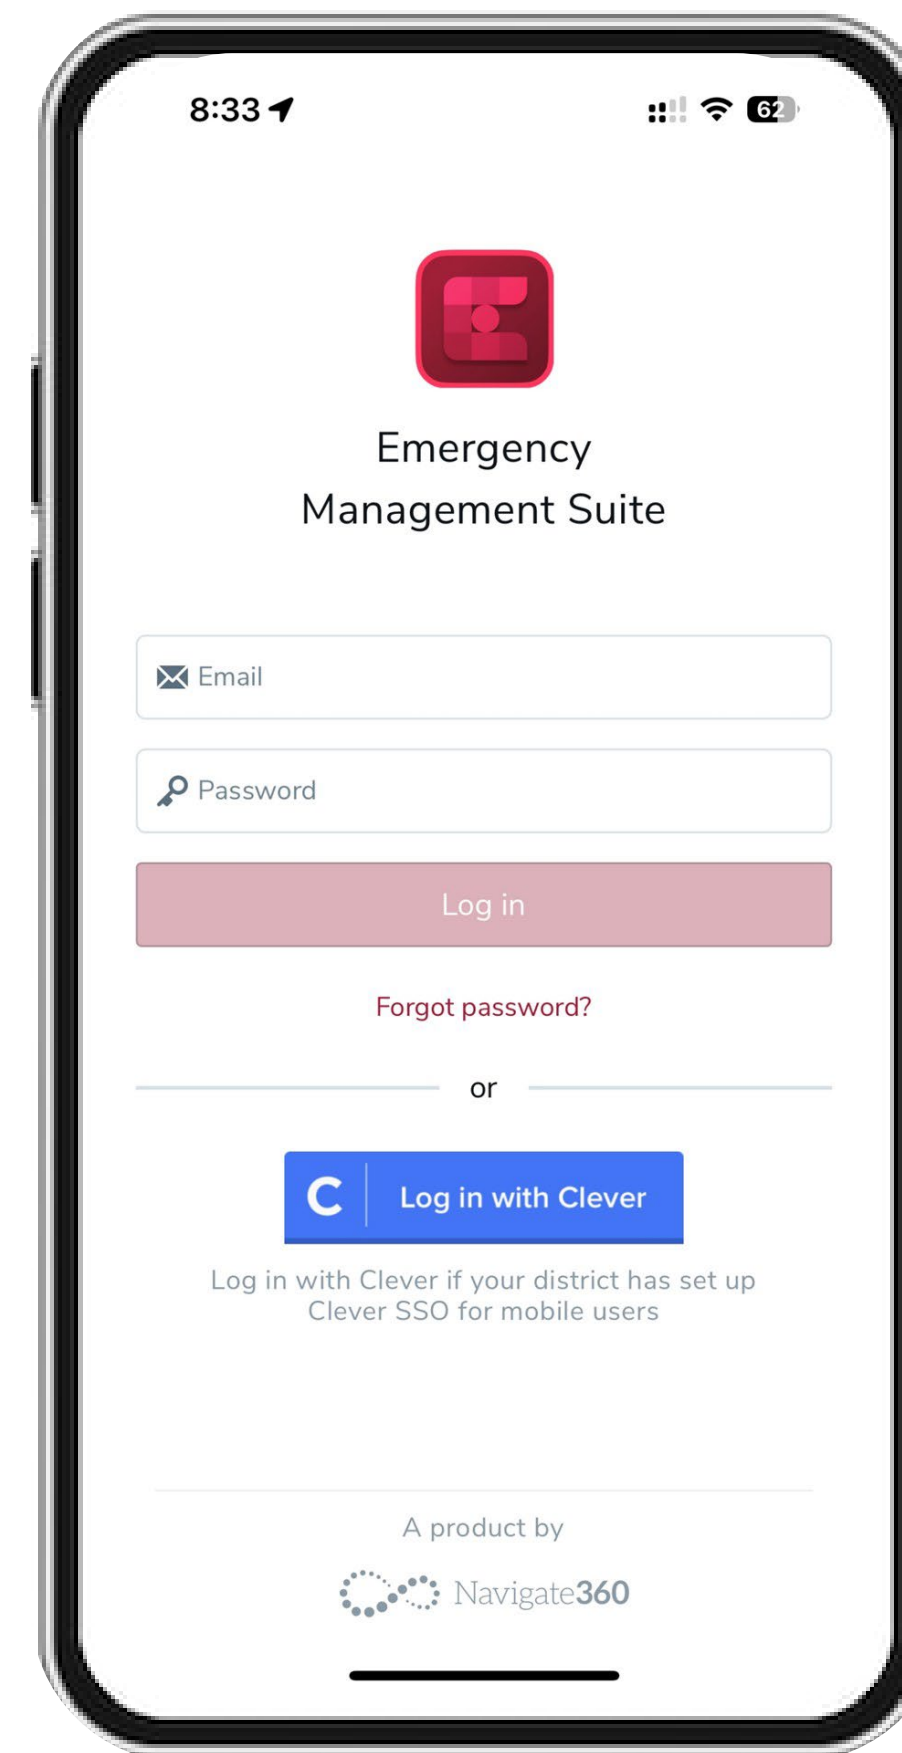 8:33
62
Emergency
Management Suite
Email
Password
Log in
Forgot password?
or
C Log in with Clever
Log in with Clever if your district has set up
Clever SSO for mobile users
A product by
Navigate360